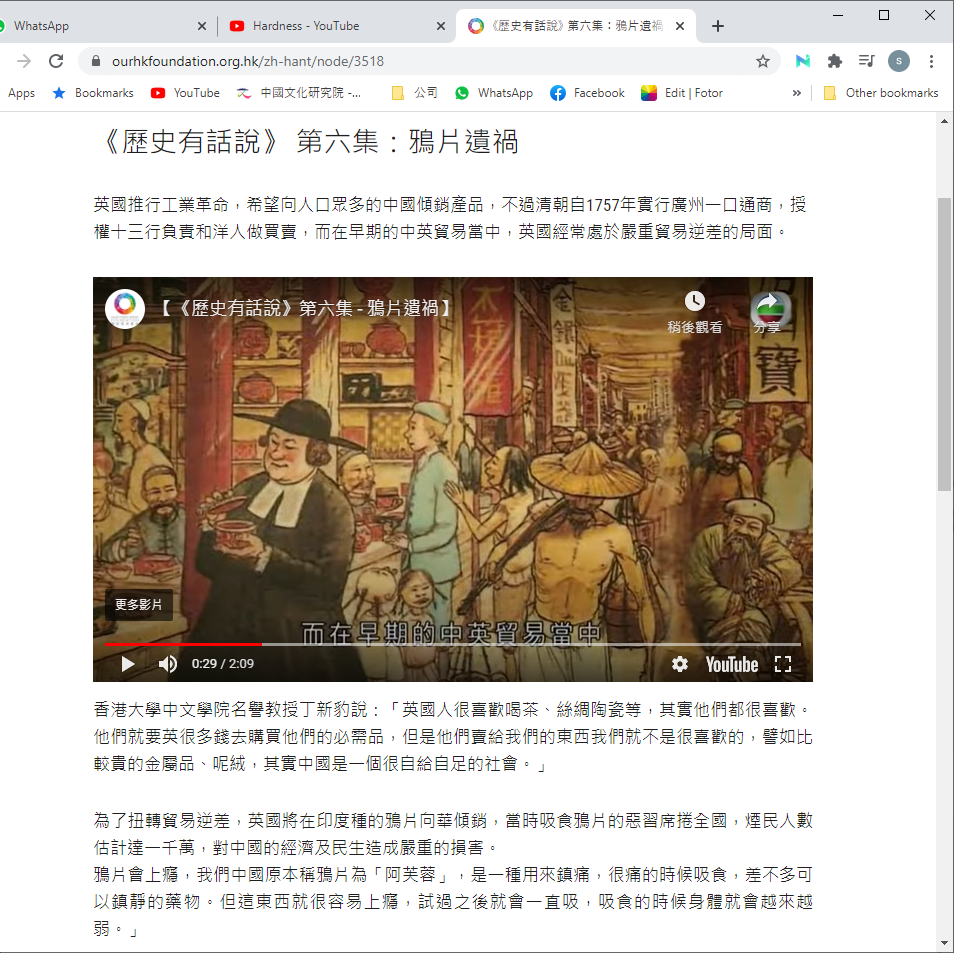 WhatsApp
Hardness - YouTube
《歷史有話說》第六集：鴉片遺禍
ourhkfoundation.org.hk/zh-hant/node/3518
S
Apps
Bookmarks
YouTube
中國文化研究院 -...
公司
WhatsApp
Facebook
Edit | Fotor
»
Other bookmarks
《歷史有話說》 第六集：鴉片遺禍
英國推行工業革命，希望向人口眾多的中國傾銷產品，不過清朝自1757年實行廣州一口通商，授
權十三行負責和洋人做買賣，而在早期的中英貿易當中，英國經常處於嚴重貿易逆差的局面。
【《歷史有話說》第六集 - 鴉片遺禍】
稍後觀看
分享
金銀
寶
更多影片
而在早期的中英貿易當中
0:29 / 2:09
YouTube
香港大學中文學院名譽教授丁新豹說：「英國人很喜歡喝茶、絲綢陶瓷等，其實他們都很喜歡。
他們就要英很多錢去購買他們的必需品，但是他們賣給我們的東西我們就不是很喜歡的，譬如比
較貴的金屬品、呢絨，其實中國是一個很自給自足的社會。」
為了扭轉貿易逆差，英國將在印度種的鴉片向華傾銷，當時吸食鴉片的惡習席捲全國，煙民人數
估計達一千萬，對中國的經濟及民生造成嚴重的損害。
鴉片會上癮，我們中國原本稱鴉片為「阿芙蓉」，是一種用來鎮痛，很痛的時候吸食，差不多可
以鎮靜的藥物。但這東西就很容易上癮，試過之後就會一直吸，吸食的時候身體就會越來越
弱。」